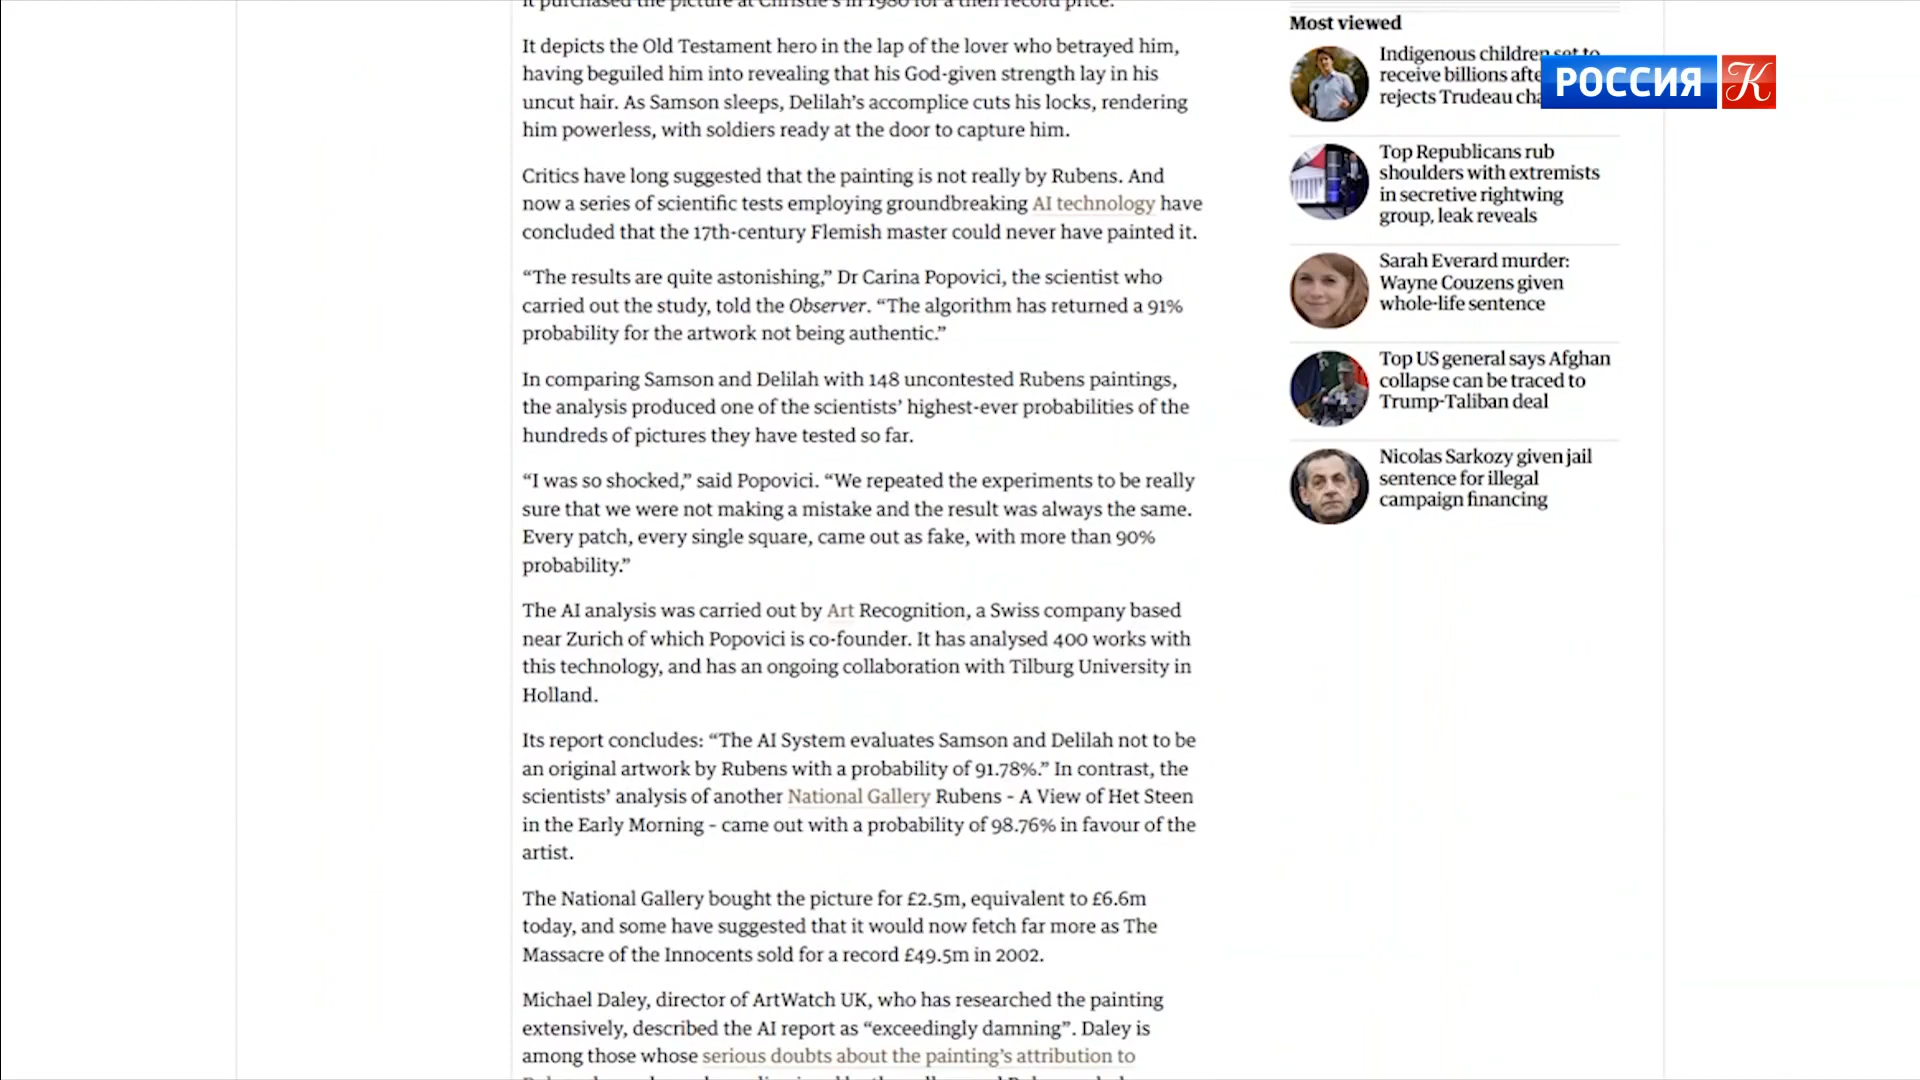 it purchased the picture at Christie's in 1980 for a then record price.
It depicts the Old Testament hero in the lap of the lover who betrayed him,
having beguiled him into revealing that his God-given strength lay in his
uncut hair. As Samson sleeps, Delilah’s accomplice cuts his locks, rendering
him powerless, with soldiers ready at the door to capture him.
Critics have long suggested that the painting is not really by Rubens. And
now a series of scientific tests employing groundbreaking AI technology have
concluded that the 17th-century Flemish master could never have painted it.
“The results are quite astonishing,” Dr Carina Popovici, the scientist who
carried out the study, told the Observer. “The algorithm has returned a 91%
probability for the artwork not being authentic.”
In comparing Samson and Delilah with 148 uncontested Rubens paintings,
the analysis produced one of the scientists’ highest-ever probabilities of the
hundreds of pictures they have tested so far.
“I was so shocked,” said Popovici. “We repeated the experiments to be really
sure that we were not making a mistake and the result was always the same.
Every patch, every single square, came out as fake, with more than 90%
probability.”
The AI analysis was carried out by Art Recognition, a Swiss company based
near Zurich of which Popovici is co-founder. It has analysed 400 works with
this technology, and has an ongoing collaboration with Tilburg University in
Holland.
Its report concludes: “The AI System evaluates Samson and Delilah not to be
an original artwork by Rubens with a probability of 91.78%.” In contrast, the
scientists’ analysis of another National Gallery Rubens - A View of Het Steen
in the Early Morning - came out with a probability of 98.76% in favour of the
artist.
The National Gallery bought the picture for £2.5m, equivalent to £6.6m
today, and some have suggested that it would now fetch far more as The
Massacre of the Innocents sold for a record £49.5m in 2002.
Michael Daley, director of ArtWatch UK, who has researched the painting
extensively, described the AI report as “exceedingly damning”. Daley is
among those whose serious doubts about the painting’s attribution to
Most viewed
Indigenous children set to
receive billions afte
rejects Trudeau cha
Top Republicans rub
shoulders with extremists
in secretive rightwing
group, leak reveals
Sarah Everard murder:
Wayne Couzens given
whole-life sentence
Top US general says Afghan
collapse can be traced to
Trump-Taliban deal
Nicolas Sarkozy given jail
sentence for illegal
campaign financing
РОССИЯ К